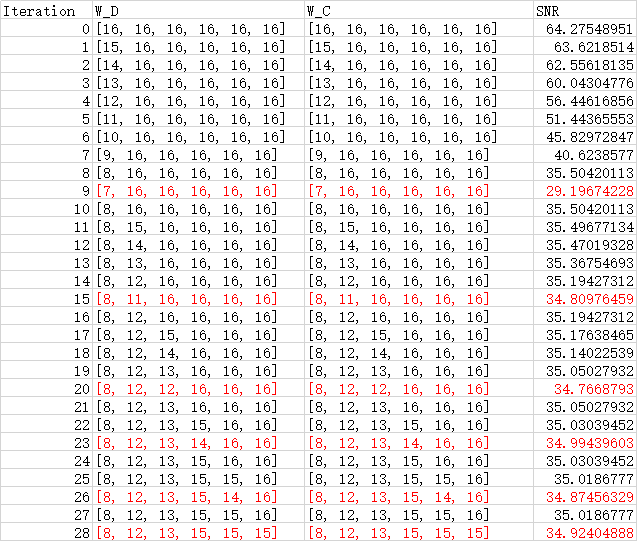 Iteration W_D W_C SNR
0 [16, 16, 16, 16, 16, 16] [16, 16, 16, 16, 16, 16] 64.27548951
1 [15, 16, 16, 16, 16, 16] [15, 16, 16, 16, 16, 16] 63.6218514
2 [14, 16, 16, 16, 16, 16] [14, 16, 16, 16, 16, 16] 62.55618135
3 [13, 16, 16, 16, 16, 16] [13, 16, 16, 16, 16, 16] 60.04304776
4 [12, 16, 16, 16, 16, 16] [12, 16, 16, 16, 16, 16] 56.44616856
5 [11, 16, 16, 16, 16, 16] [11, 16, 16, 16, 16, 16] 51.44365553
6 [10, 16, 16, 16, 16, 16] [10, 16, 16, 16, 16, 16] 45.82972847
7 [9, 16, 16, 16, 16, 16] [9, 16, 16, 16, 16, 16] 40.6238577
8 [8, 16, 16, 16, 16, 16] [8, 16, 16, 16, 16, 16] 35.50420113
9 [7, 16, 16, 16, 16, 16] [7, 16, 16, 16, 16, 16] 29.19674228
10 [8, 16, 16, 16, 16, 16] [8, 16, 16, 16, 16, 16] 35.50420113
11 [8, 15, 16, 16, 16, 16] [8, 15, 16, 16, 16, 16] 35.49677134
12 [8, 14, 16, 16, 16, 16] [8, 14, 16, 16, 16, 16] 35.47019328
13 [8, 13, 16, 16, 16, 16] [8, 13, 16, 16, 16, 16] 35.36754693
14 [8, 12, 16, 16, 16, 16] [8, 12, 16, 16, 16, 16] 35.19427312
15 [8, 11, 16, 16, 16, 16] [8, 11, 16, 16, 16, 16] 34.80976459
16 [8, 12, 16, 16, 16, 16] [8, 12, 16, 16, 16, 16] 35.19427312
17 [8, 12, 15, 16, 16, 16] [8, 12, 15, 16, 16, 16] 35.17638465
18 [8, 12, 14, 16, 16, 16] [8, 12, 14, 16, 16, 16] 35.14022539
19 [8, 12, 13, 16, 16, 16] [8, 12, 13, 16, 16, 16] 35.05027932
20 [8, 12, 12, 16, 16, 16] [8, 12, 12, 16, 16, 16] 34.7668793
21 [8, 12, 13, 16, 16, 16] [8, 12, 13, 16, 16, 16] 35.05027932
22 [8, 12, 13, 15, 16, 16] [8, 12, 13, 15, 16, 16] 35.03039452
23 [8, 12, 13, 14, 16, 16] [8, 12, 13, 14, 16, 16] 34.99439603
24 [8, 12, 13, 15, 16, 16] [8, 12, 13, 15, 16, 16] 35.03039452
25 [8, 12, 13, 15, 15, 16] [8, 12, 13, 15, 15, 16] 35.0186777
26 [8, 12, 13, 15, 14, 16] [8, 12, 13, 15, 14, 16] 34.87456329
27 [8, 12, 13, 15, 15, 16] [8, 12, 13, 15, 15, 16] 35.0186777
28 [8, 12, 13, 15, 15, 15] [8, 12, 13, 15, 15, 15] 34.92404888